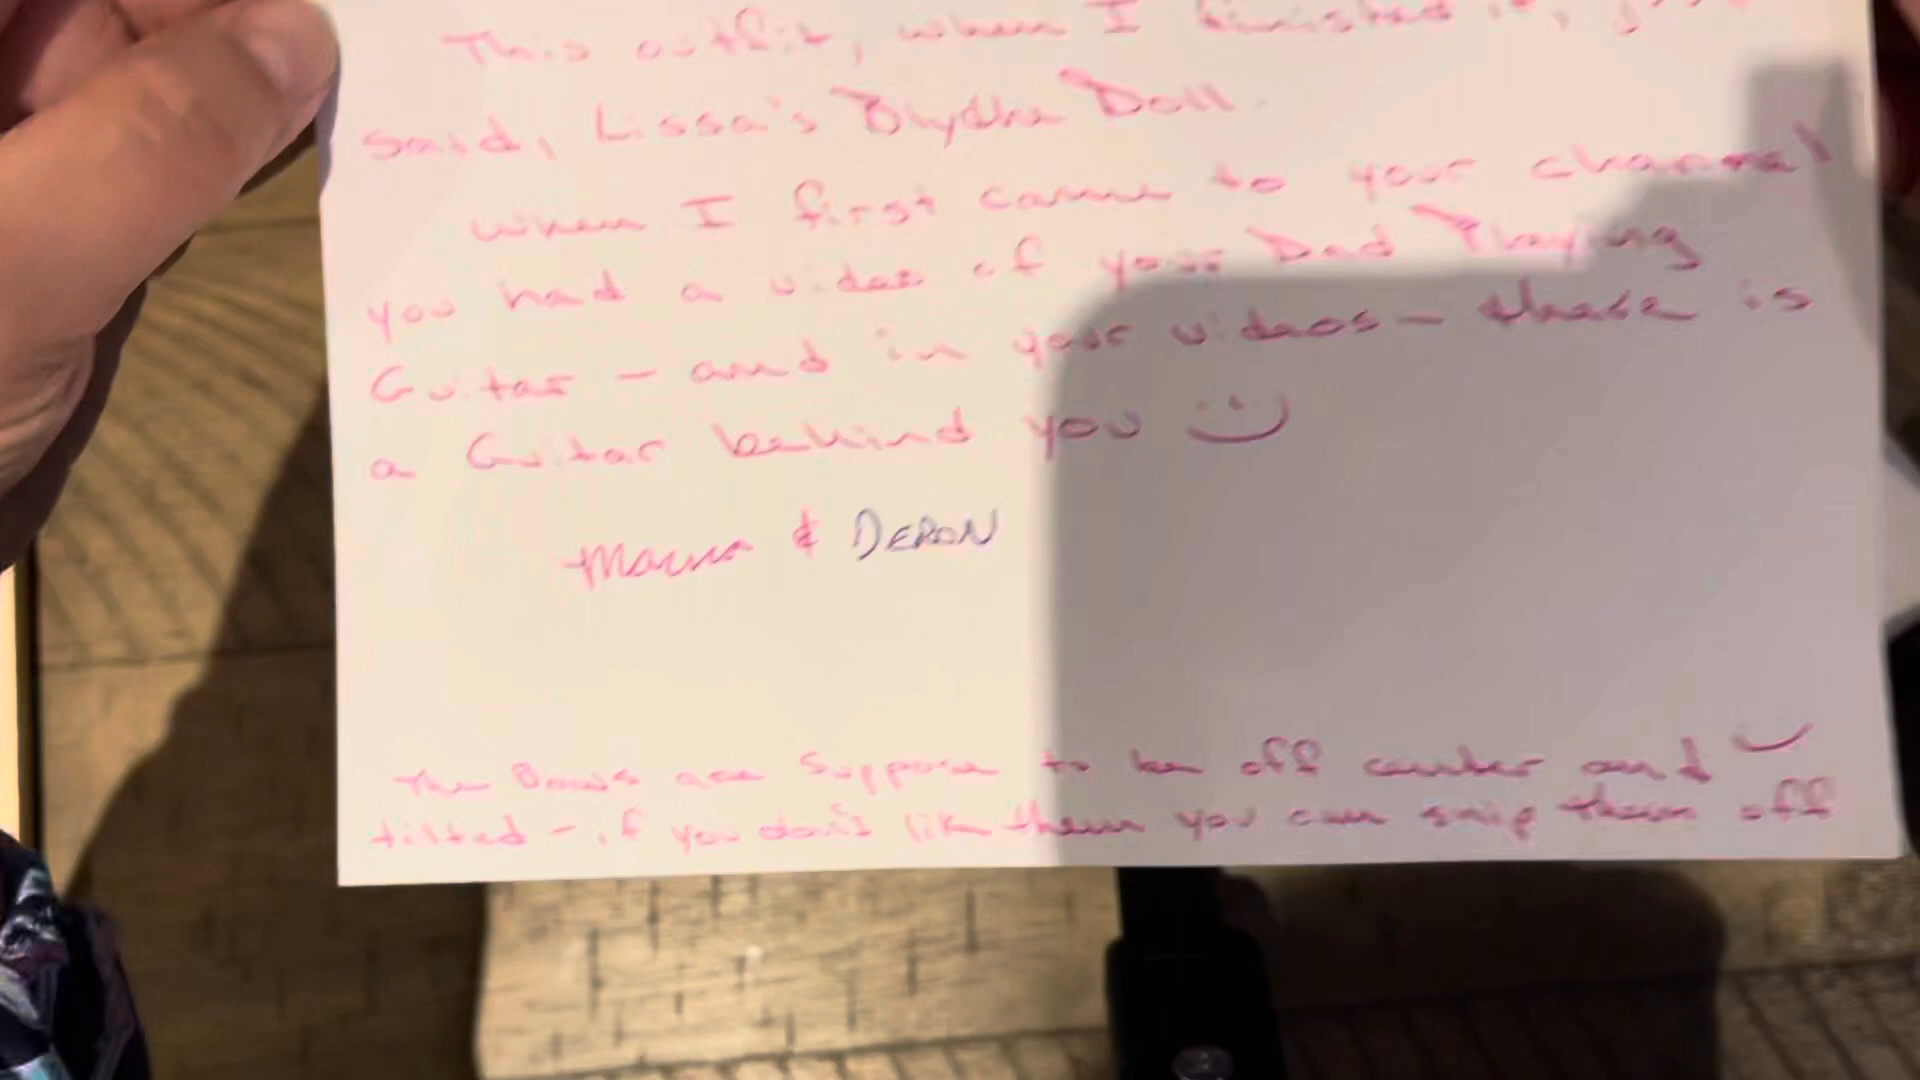 This outfit, when I finished it, just
said, Lissa's Blythe Doll.
when I first came to your channel
you had a video of your Dad Playing
Guitar - and in your videos - there is
a Guitar behind you :)
& DERON
The Bows are suppose to be off center and
tilted - if you don't like them you can snip them off